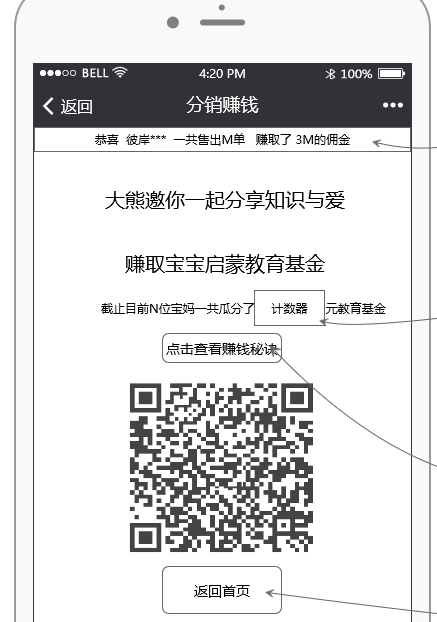 BELL 4:20 PM 100%
返回 分销赚钱
恭喜 彼岸*** 一共售出M单 赚取了 3M的佣金
大熊邀你一起分享知识与爱
赚取宝宝启蒙教育基金
截止目前N位宝妈一共瓜分了 计数器 元教育基金
点击查看赚钱秘诀
返回首页